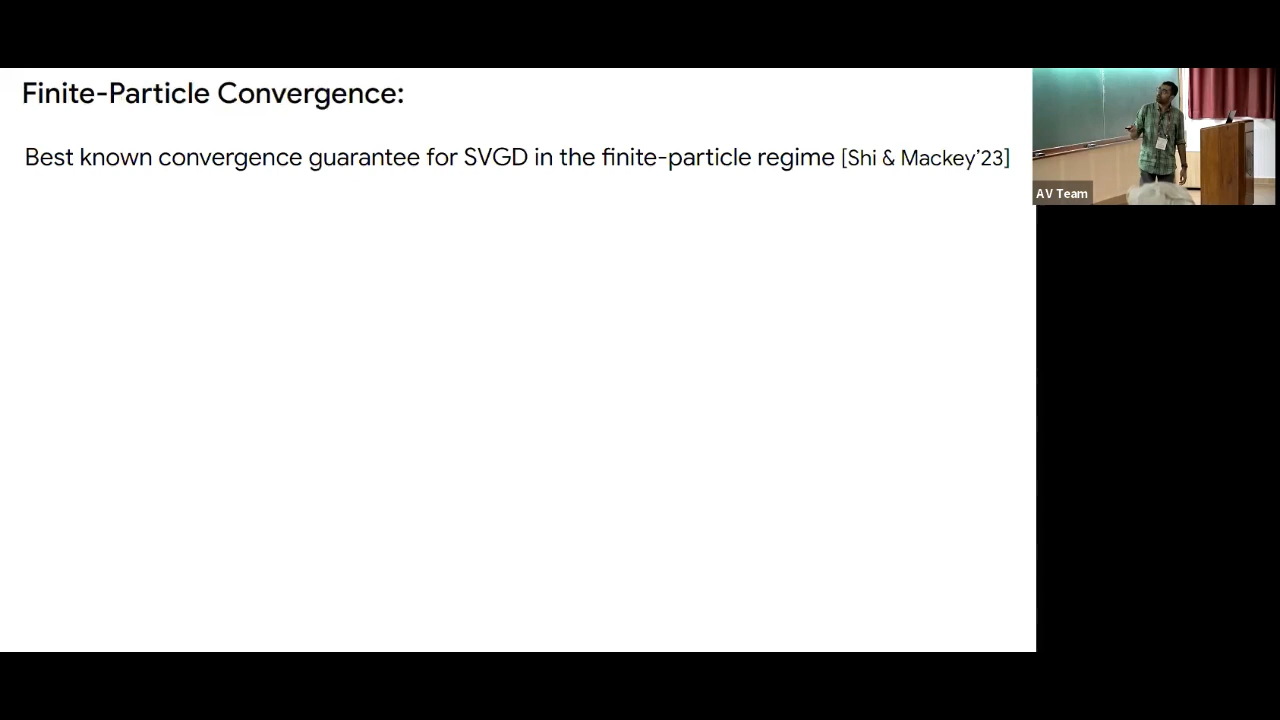 Finite-Particle Convergence:
Best known convergence guarantee for SVGD in the finite-particle regime [Shi & Mackey'23]
AV Team